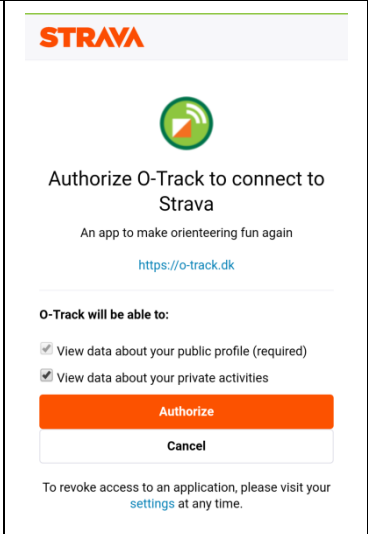 STRAVA
Authorize O-Track to connect to
Strava
An app to make orienteering fun again
https://o-track.dk
O-Track will be able to:
View data about your public profile (required)
View data about your private activities
Authorize
Cancel
To revoke access to an application, please visit your
settings at any time.